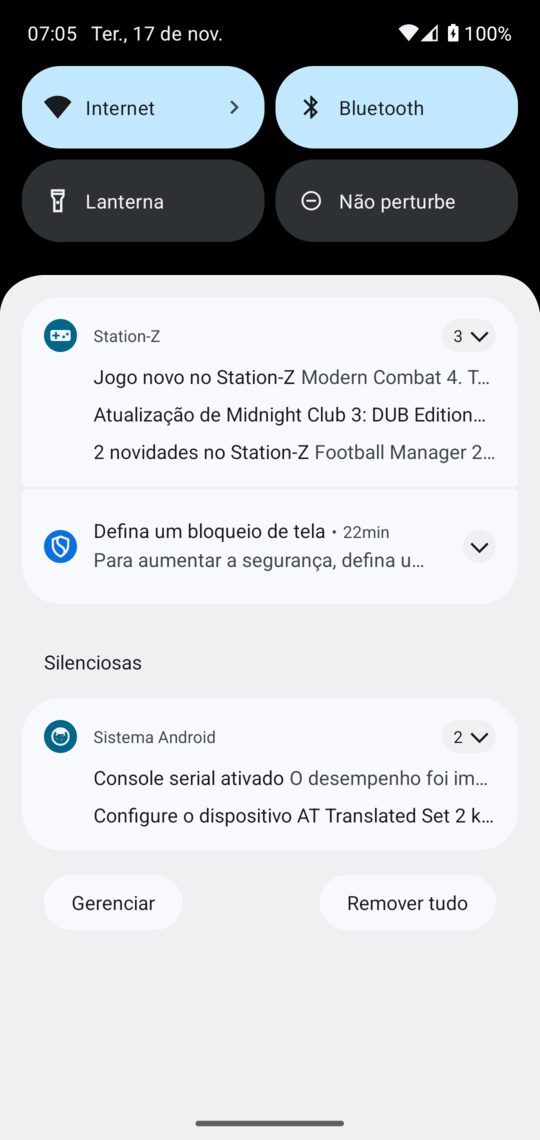 07:05 Ter., 17 de nov.
100%
Internet
Bluetooth
Lanterna
Não perturbe
Station-Z
3
Jogo novo no Station-Z Modern Combat 4. T...
Atualização de Midnight Club 3: DUB Edition...
2 novidades no Station-Z Football Manager 2...
Defina um bloqueio de tela • 22min
Para aumentar a segurança, defina u...
Silenciosas
Sistema Android
2
Console serial ativado O desempenho foi im...
Configure o dispositivo AT Translated Set 2 k...
Gerenciar
Remover tudo